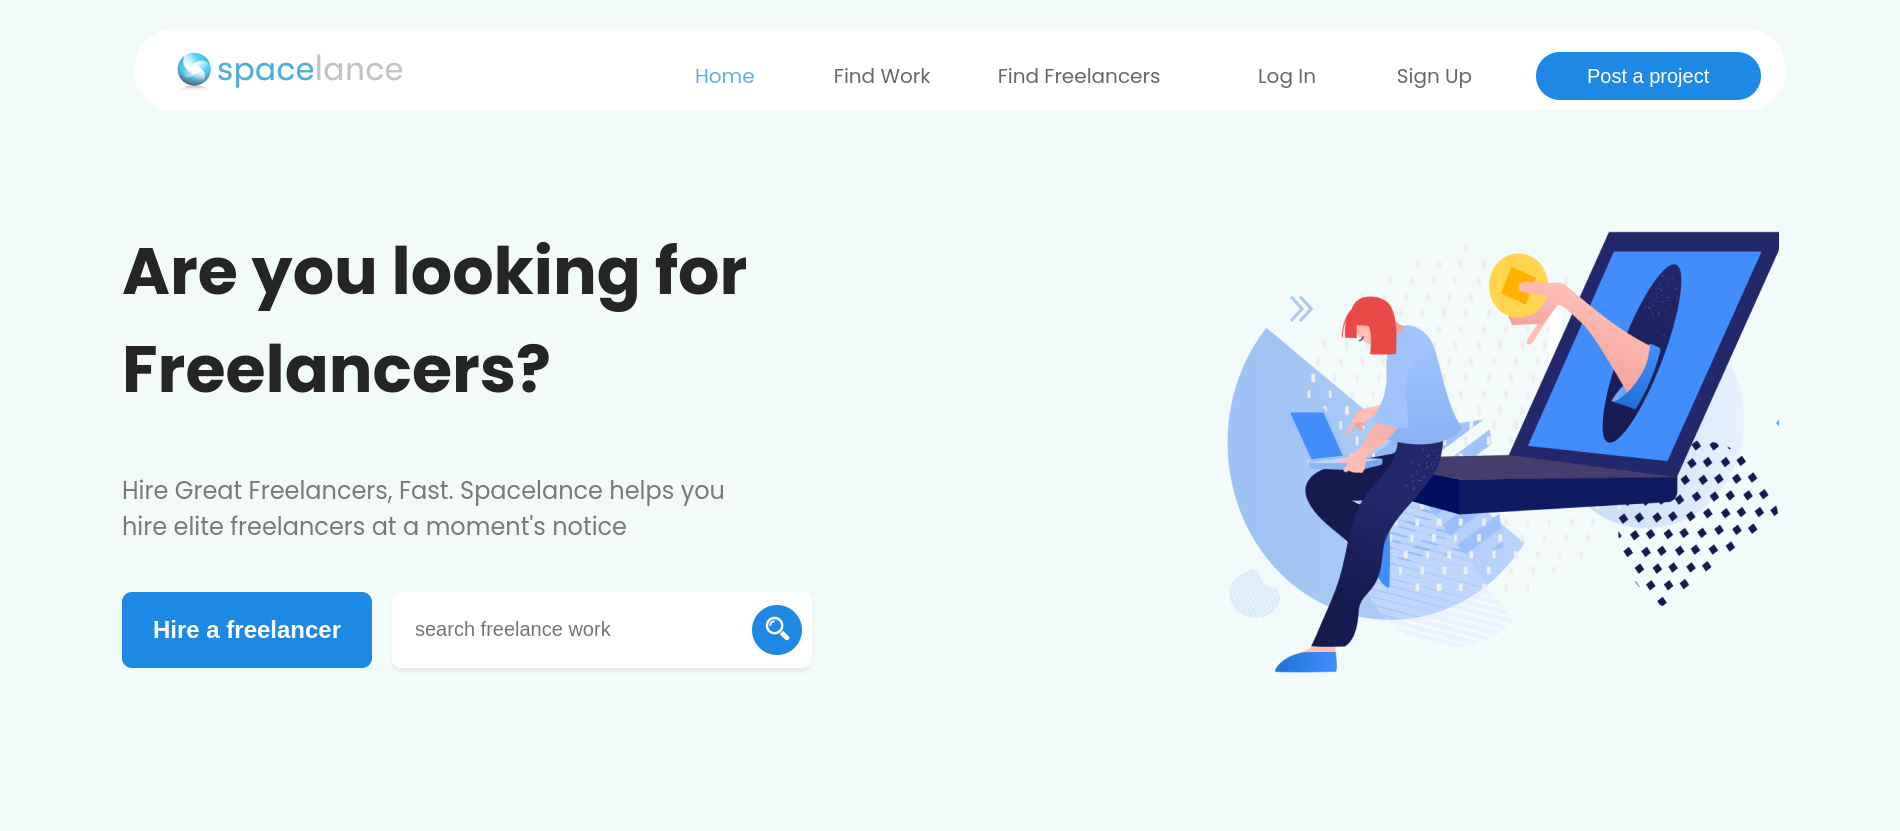 spacelance
Home
Find Work
Find Freelancers
Log In
Sign Up
Post a project
Are you looking for
Freelancers?
Hire Great Freelancers, Fast. Spacelance helps you
hire elite freelancers at a moment's notice
Hire a freelancer
search freelance work